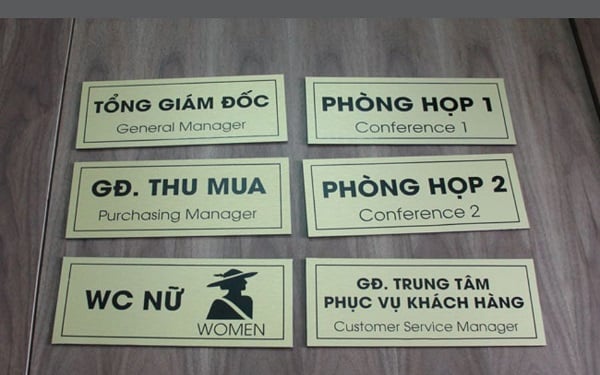 TỔNG GIÁM ĐỐC
General Manager
PHÒNG HỌP 1
Conference 1
GĐ. THU MUA
Purchasing Manager
PHÒNG HỌP 2
Conference 2
WC NỮ
WOMEN
GĐ. TRUNG TÂM
PHỤC VỤ KHÁCH HÀNG
Customer Service Manager